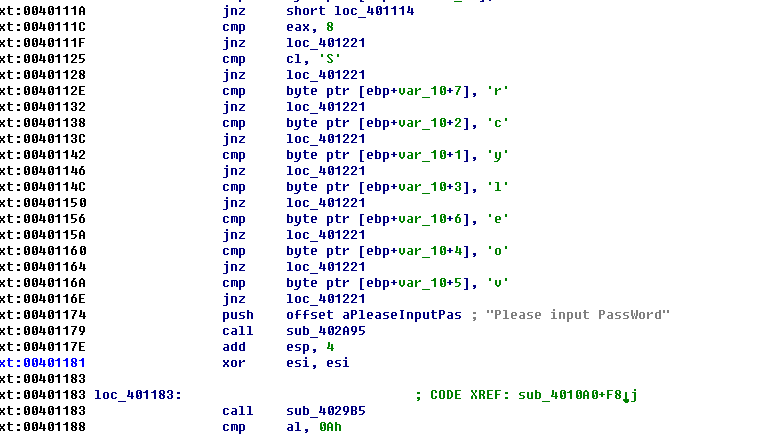 xt:0040111A jnz short loc_401114
xt:0040111C cmp eax, 8
xt:0040111F jnz loc_401221
xt:00401125 cmp cl, 'S'
xt:00401128 jnz loc_401221
xt:0040112E cmp byte ptr [ebp+var_10+7], 'r'
xt:00401132 jnz loc_401221
xt:00401138 cmp byte ptr [ebp+var_10+2], 'c'
xt:0040113C jnz loc_401221
xt:00401142 cmp byte ptr [ebp+var_10+1], 'y'
xt:00401146 jnz loc_401221
xt:0040114C cmp byte ptr [ebp+var_10+3], 'l'
xt:00401150 jnz loc_401221
xt:00401156 cmp byte ptr [ebp+var_10+6], 'e'
xt:0040115A jnz loc_401221
xt:00401160 cmp byte ptr [ebp+var_10+4], 'o'
xt:00401164 jnz loc_401221
xt:0040116A cmp byte ptr [ebp+var_10+5], 'v'
xt:0040116E jnz loc_401221
xt:00401174 push offset aPleaseInputPas ; "Please input PassWord"
xt:00401179 call sub_402A95
xt:0040117E add esp, 4
xt:00401181 xor esi, esi
xt:00401183
xt:00401183 loc_401183: ; CODE XREF: sub_4010A0+F8↓j
xt:00401183 call sub_4029B5
xt:00401188 cmp al, 0Ah